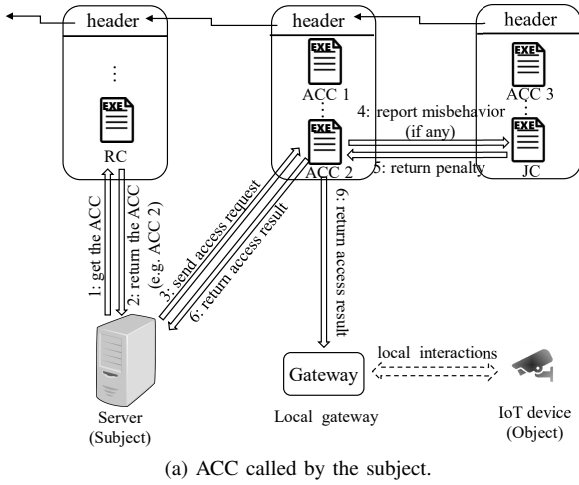 header
header
header
EXE
ACC 1
EXE
ACC 3
EXE
RC
EXE
ACC 2
EXE
JC
4: report misbehavior
(if any)
5: return penalty
1: get the ACC
2: return the ACC
(e.g. ACC 2)
3: send access request
6: return access result
6: return access result
Server
(Subject)
Gateway
Local gateway
local interactions
IoT device
(Object)
(a) ACC called by the subject.